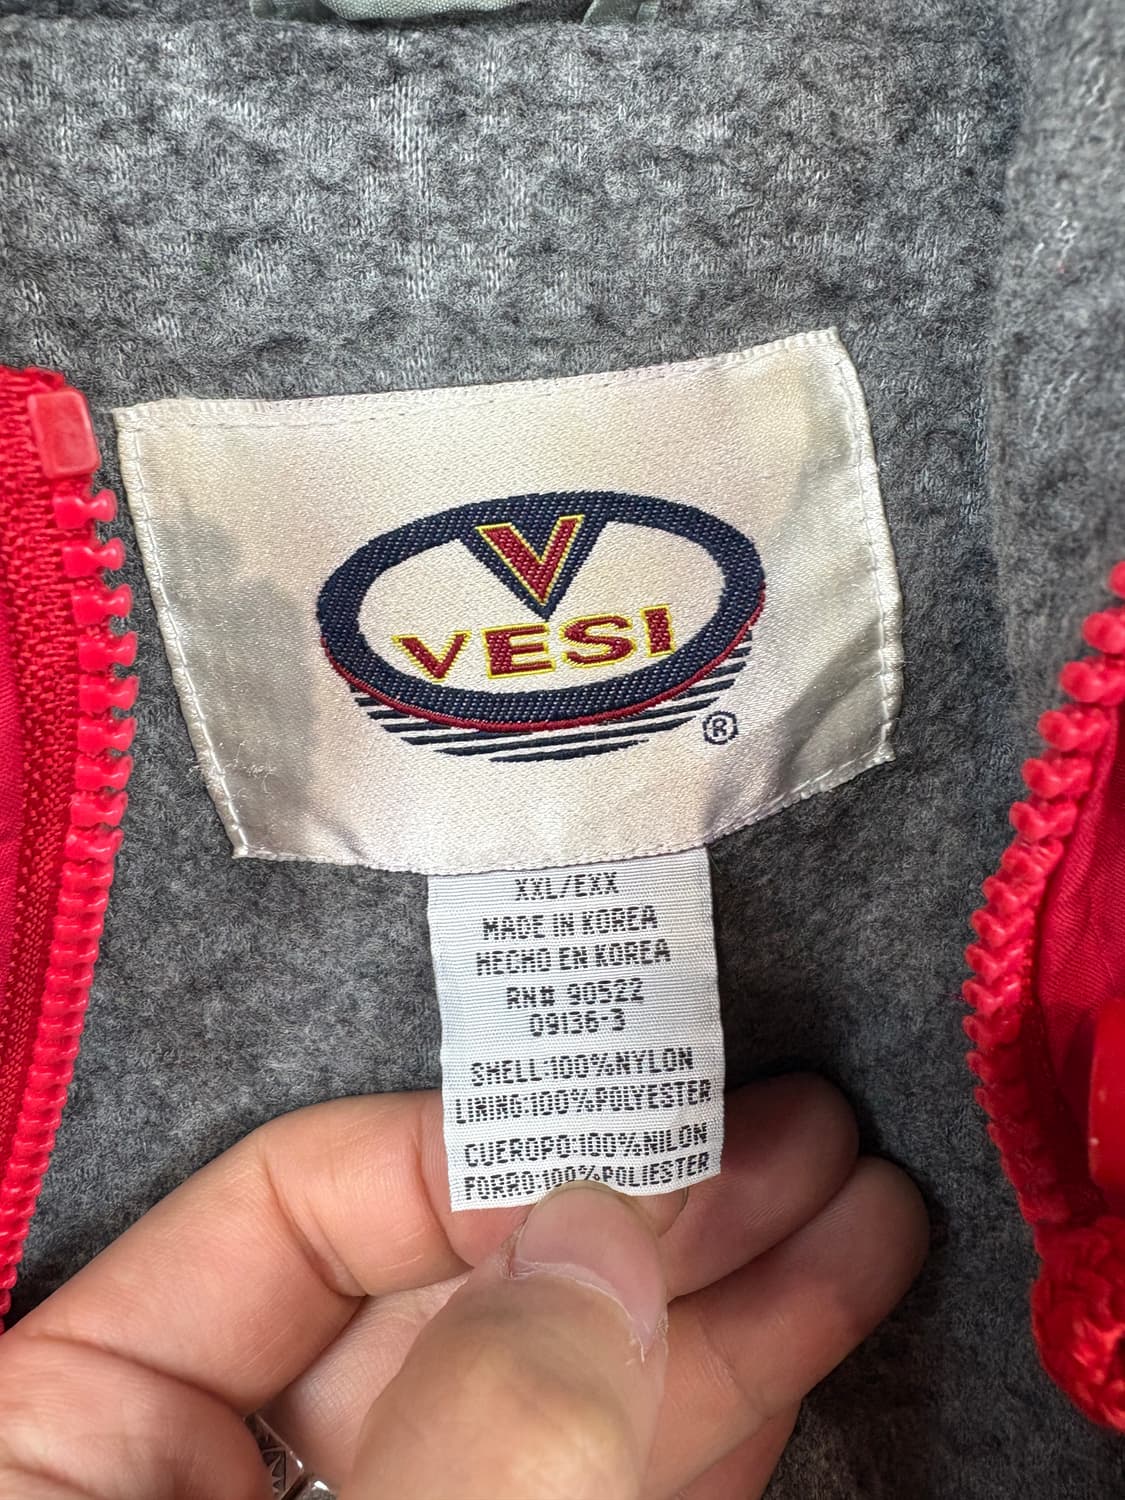 V
VESI
®
XXL/EXX
MADE IN KOREA
HECHO EN KOREA
RN# 90522
09136-3
SHELL:100%NYLON
LINING:100%POLYESTER
CUEROPO:100%NILON
FORRO:100%POLIESTER